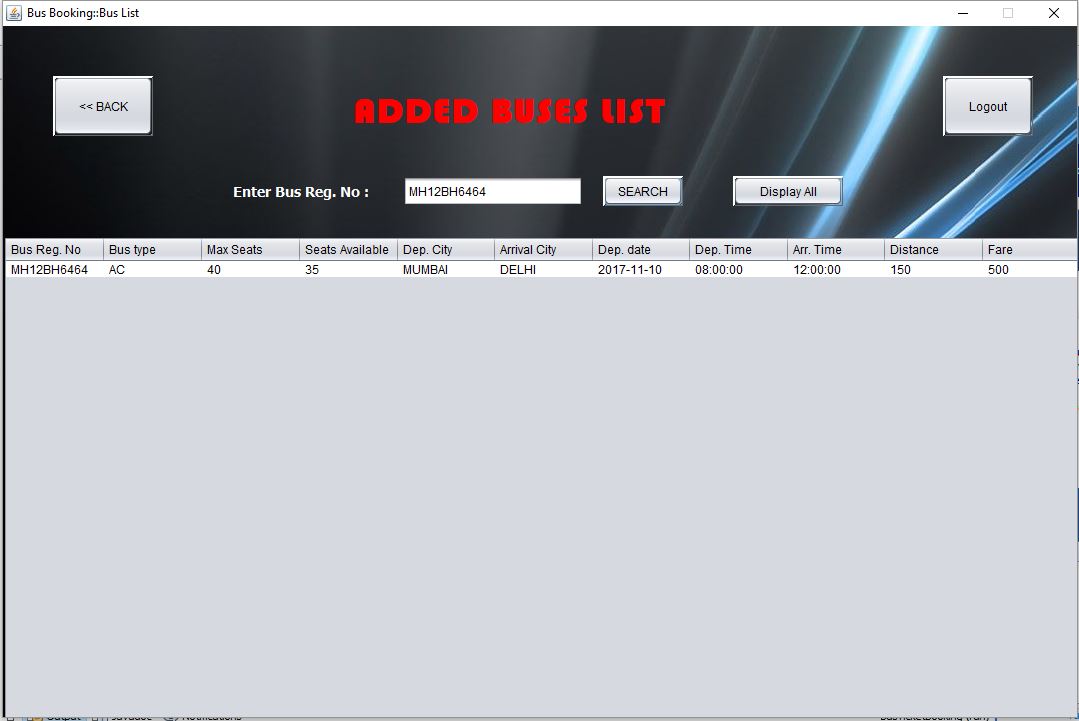 Bus Booking::Bus List
<< BACK
ADDED BUSES LIST
Logout
Enter Bus Reg. No : MH12BH6464 SEARCH Display All
Bus Reg. No Bus type Max Seats Seats Available Dep. City Arrival City Dep. date Dep. Time Arr. Time Distance Fare
MH12BH6464 AC 40 35 MUMBAI DELHI 2017-11-10 08:00:00 12:00:00 150 500